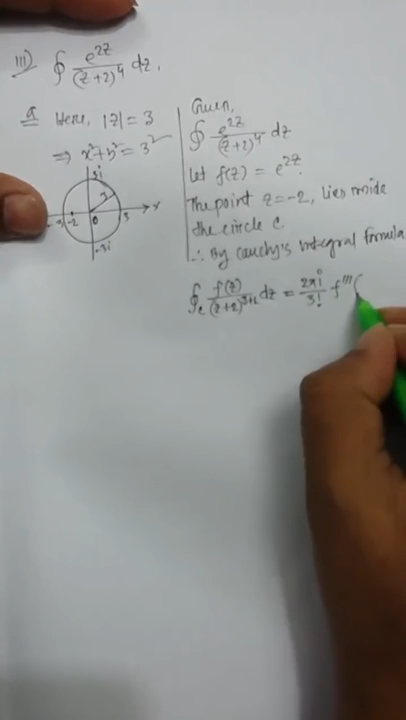 iii) ∮ e^{2z}/(z+2)^4 dz.
a Here, |z| = 3
⇒ x²+y² = 3²
3i
3
-3 -2 0 3 x
-3i
Given,
∮ e^{2z}/(z+2)^4 dz
Let f(z) = e^{2z}.
The point z = -2, lies inside
the circle C.
∴ By cauchy's integral formula
∮_c f(z)/(z+2)^{3+1} dz = 2πi/3! f'''(